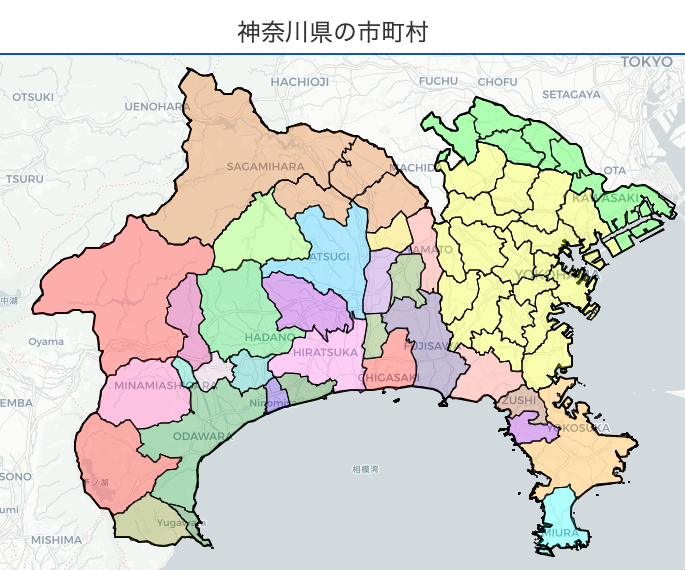 神奈川県の市町村
TOKYO
HACHIOJI
FUCHU
CHOFU
OTSUKI
SETAGAYA
UENOHARA
SAGAMIHARA
MACHID
OTA
TSURU
KAWASAKI
YAMATO
ATSUGI
YOKOHAMA
中湖
Oyama
HADANO
HIRATSUKA
FUJISAWA
CHIGASAKI
MINAMIASHIGARA
EMBA
Ninomiya
ZUSHI
YOKOSUKA
ODAWARA
相模湾
SONO
芦ノ湖
umi
Yugawara
MISHIMA
MIURA